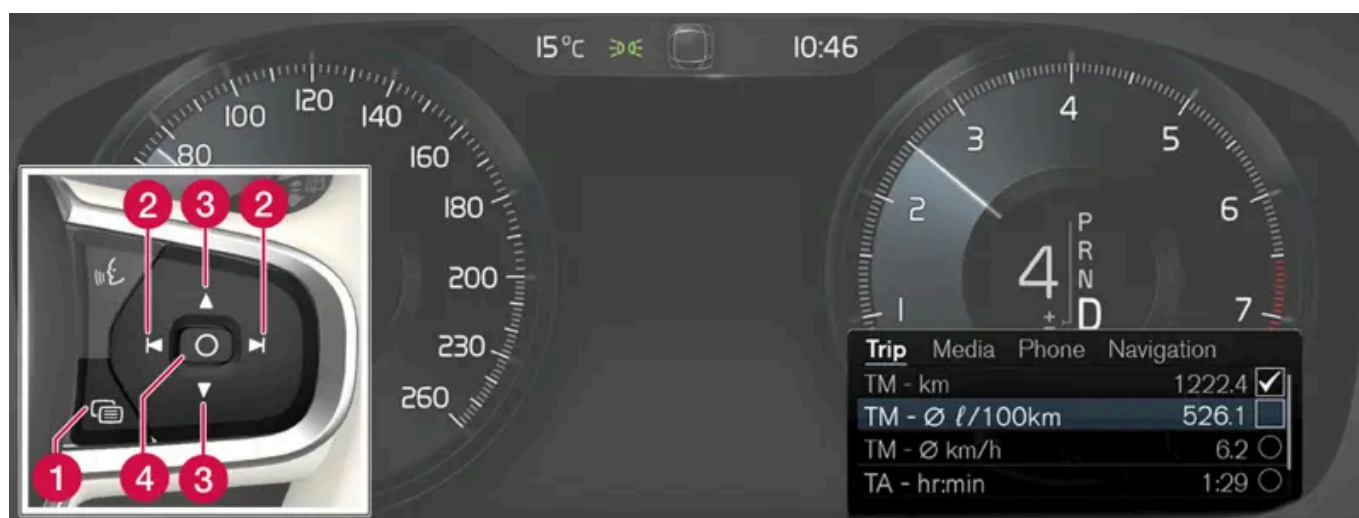 15°C 10:46
80
100
120
140
160
180
200
230
260
1
2
3
4
5
6
7
4
P
R
N
D
±
Trip Media Phone Navigation
TM - km 1222.4
TM - Ø ℓ/100km 526.1
TM - Ø km/h 6.2
TA - hr:min 1:29
2 3 2
1 4 3